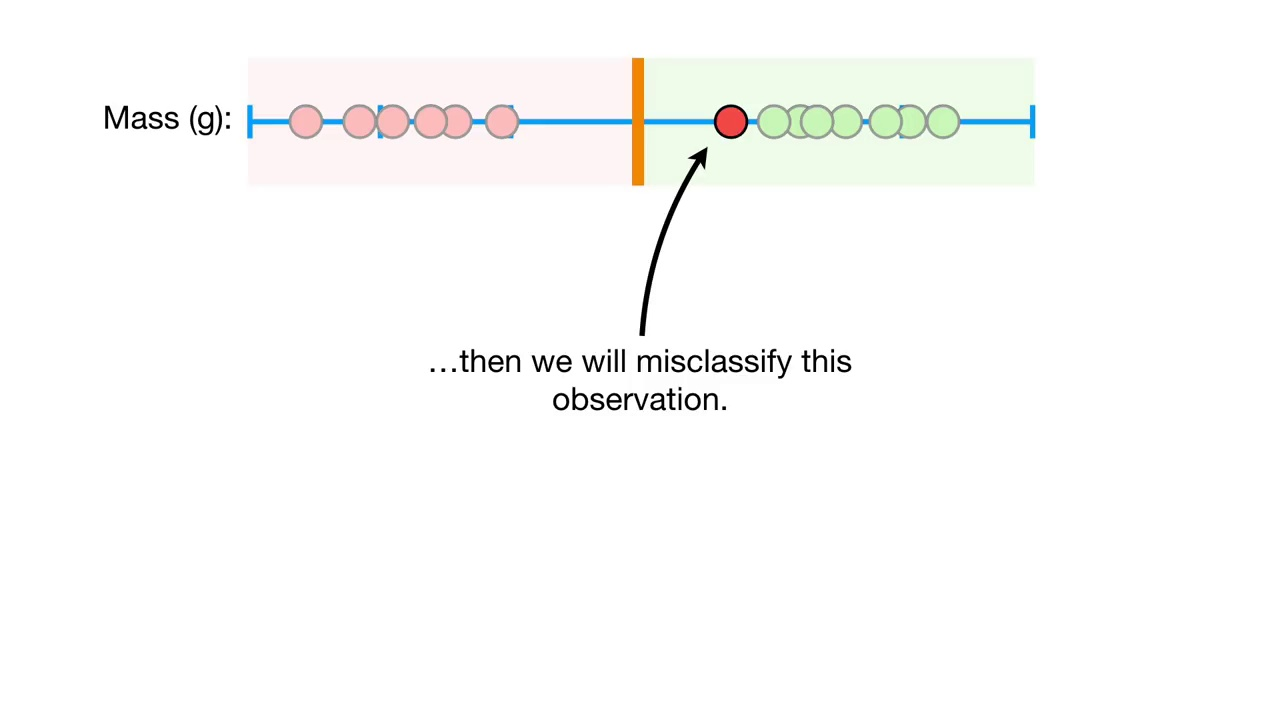 Mass (g):
…then we will misclassify this
observation.